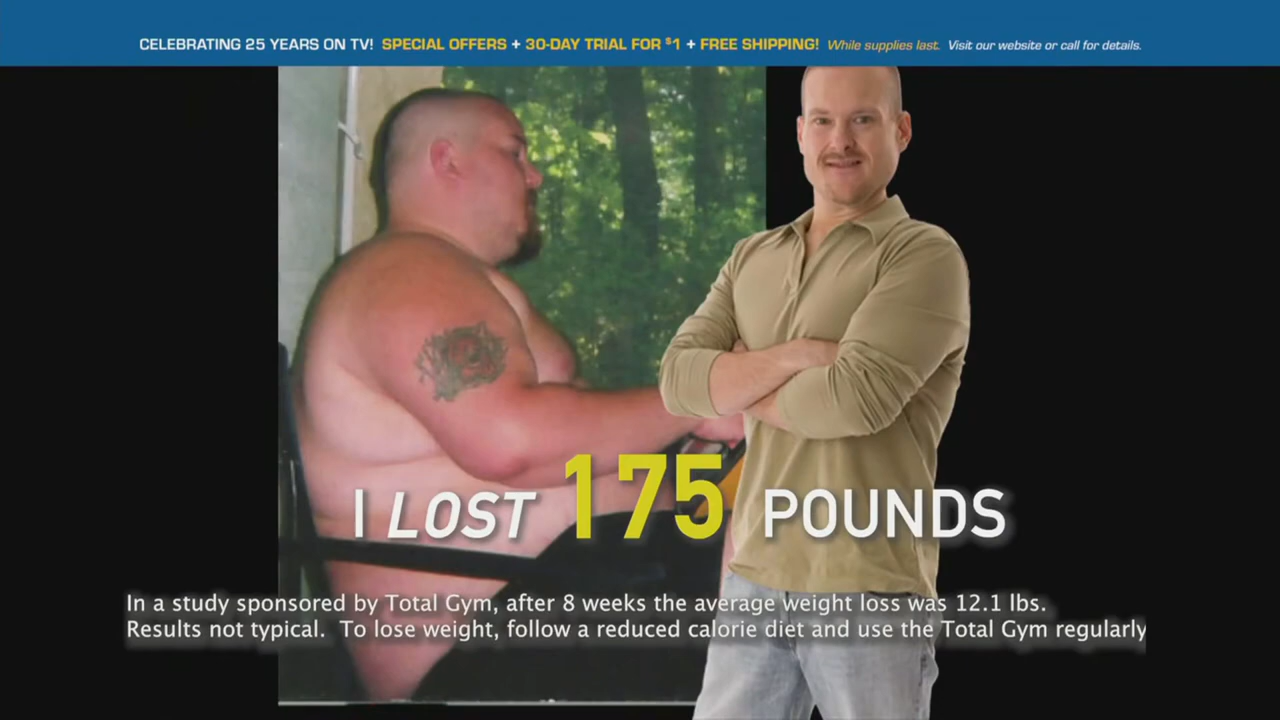 CELEBRATING 25 YEARS ON TV! SPECIAL OFFERS + 30-DAY TRIAL FOR $1 + FREE SHIPPING! While supplies last. Visit our website or call for details.
I LOST 175 POUNDS
In a study sponsored by Total Gym, after 8 weeks the average weight loss was 12.1 lbs.
Results not typical. To lose weight, follow a reduced calorie diet and use the Total Gym regularly